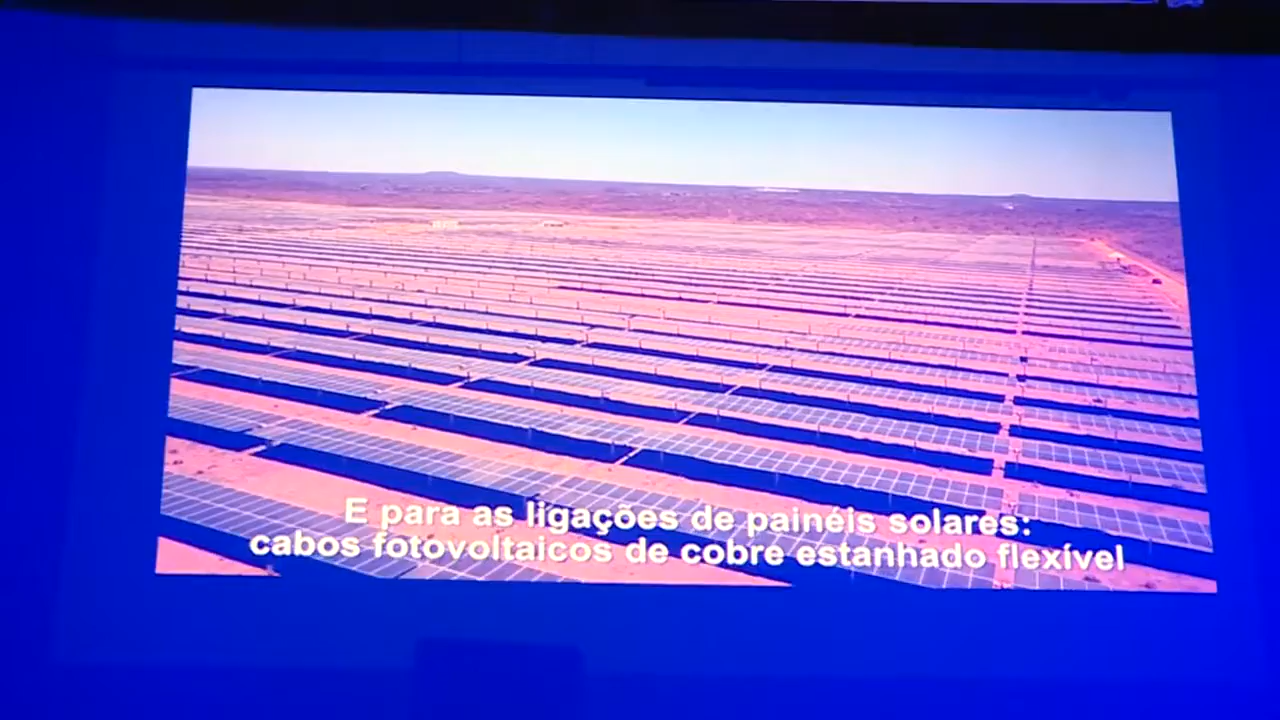 E para as ligações de painéis solares:
cabos fotovoltaicos de cobre estanhado flexível